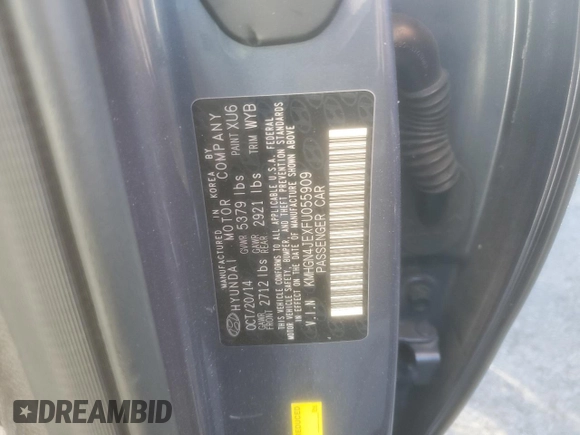 MANUFACTURED IN KOREA BY
HYUNDAI MOTOR COMPANY
OCT/20/14 GVWR 5379 lbs PAINT XU6
GAWR FRONT 2712 lbs GAWR REAR 2921 lbs TRIM WYB
THIS VEHICLE CONFORMS TO ALL APPLICABLE U.S.A. FEDERAL
MOTOR VEHICLE SAFETY, BUMPER, AND THEFT PREVENTION STANDARDS
IN EFFECT ON THE DATE OF MANUFACTURE SHOWN ABOVE
V.I.N KMHGN4JEXFU055909
PASSENGER CAR
DREAMBID